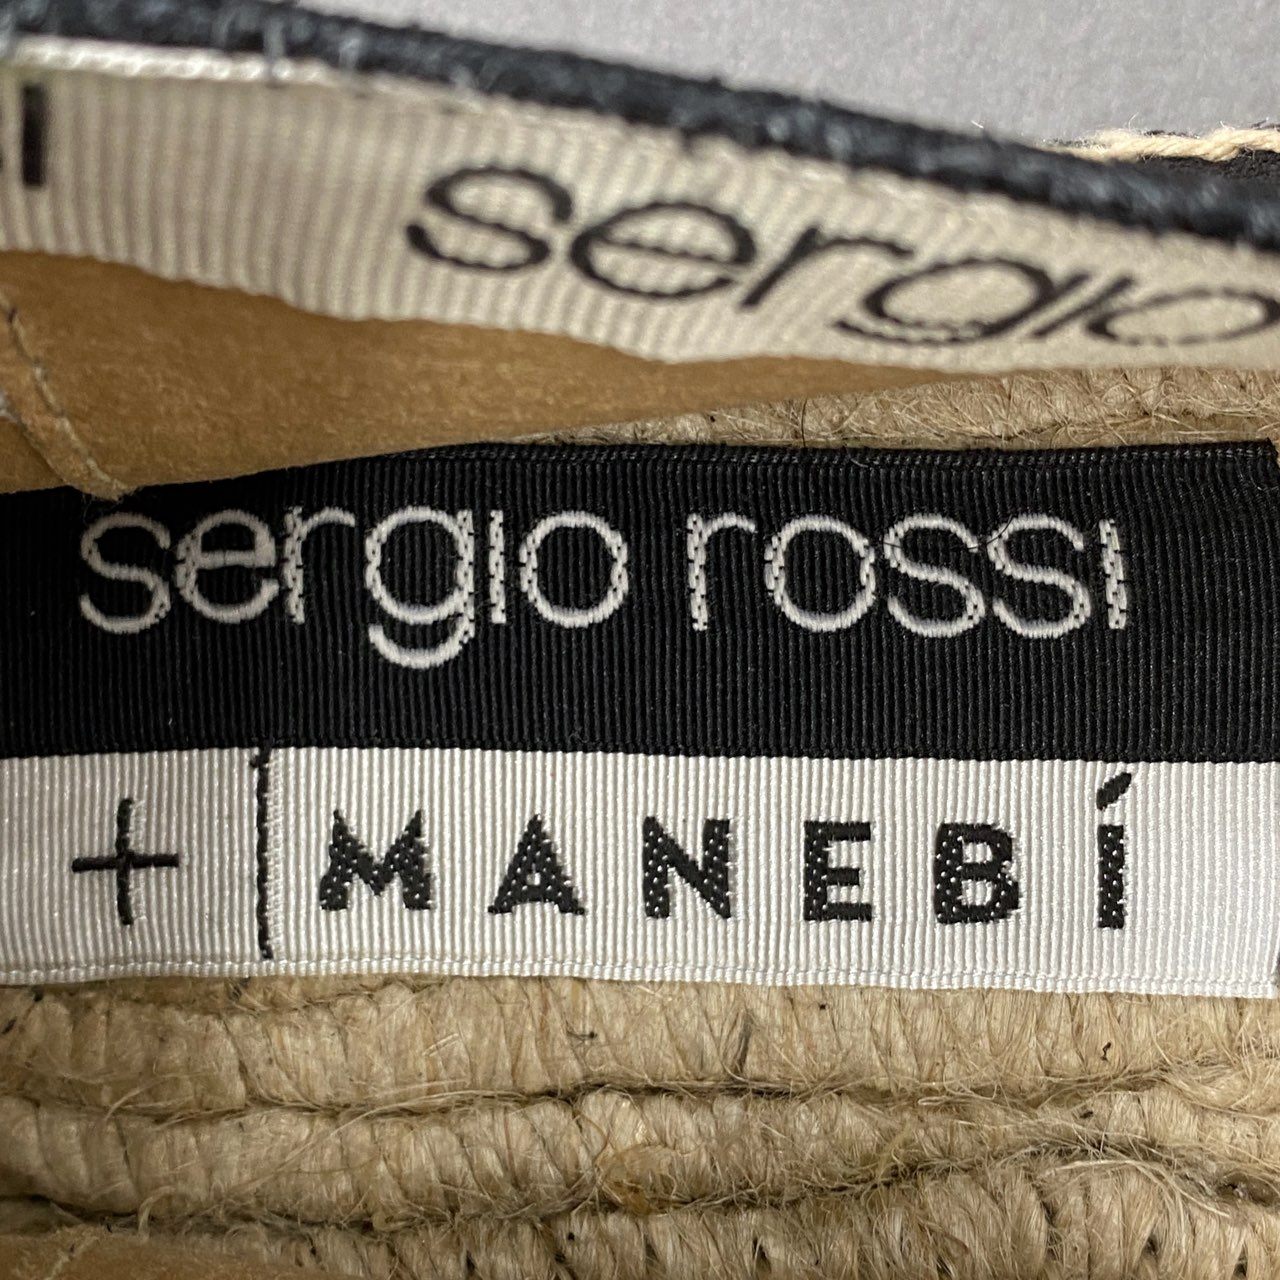 sergio
sergio rossi
+ | MANEBÍ